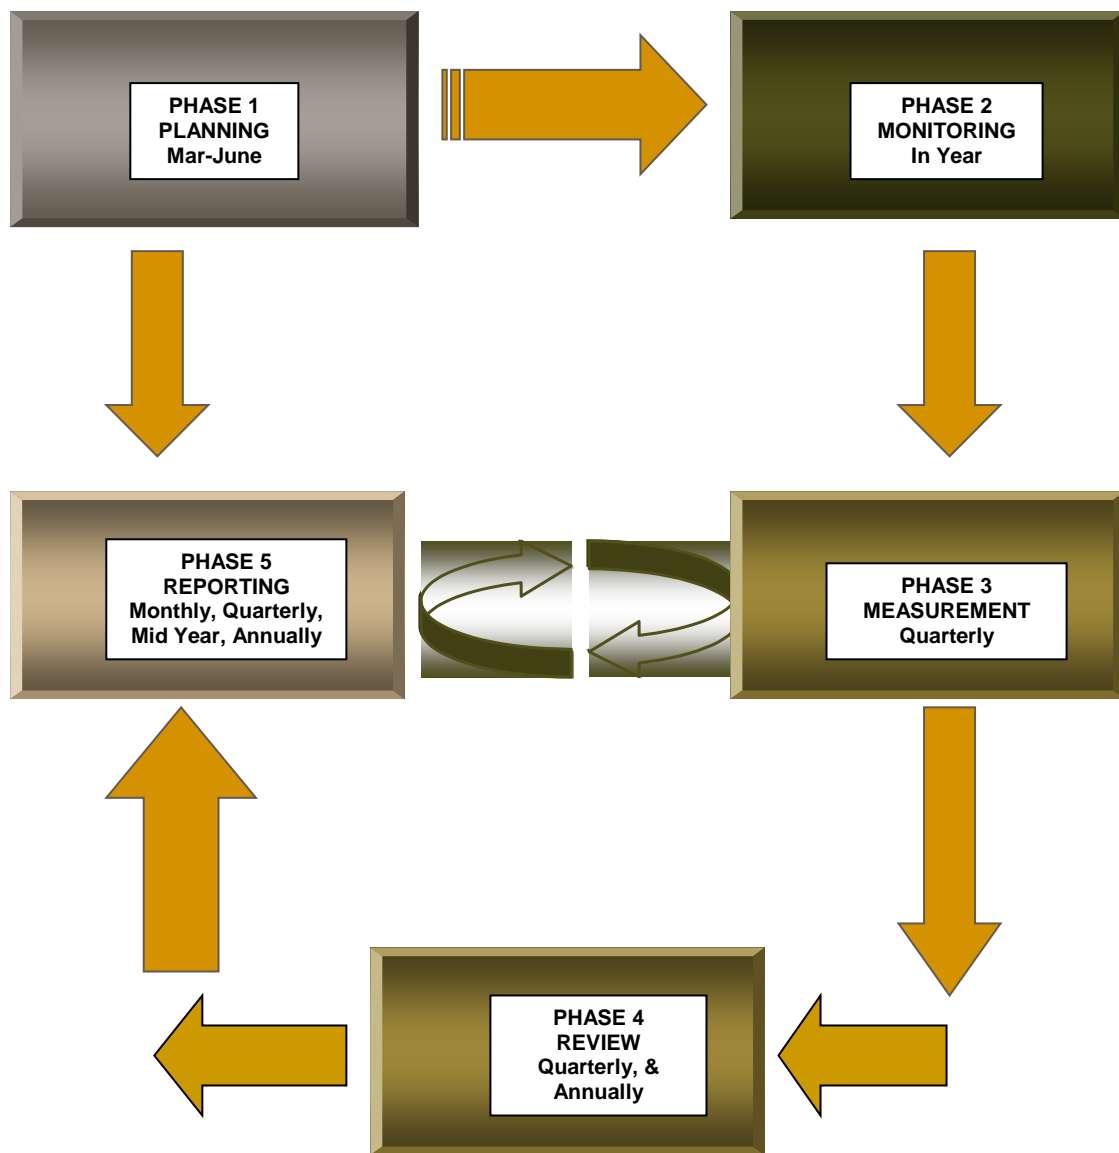 PHASE 1
PLANNING
Mar-June
PHASE 2
MONITORING
In Year
PHASE 5
REPORTING
Monthly, Quarterly,
Mid Year, Annually
PHASE 3
MEASUREMENT
Quarterly
PHASE 4
REVIEW
Quarterly, &
Annually